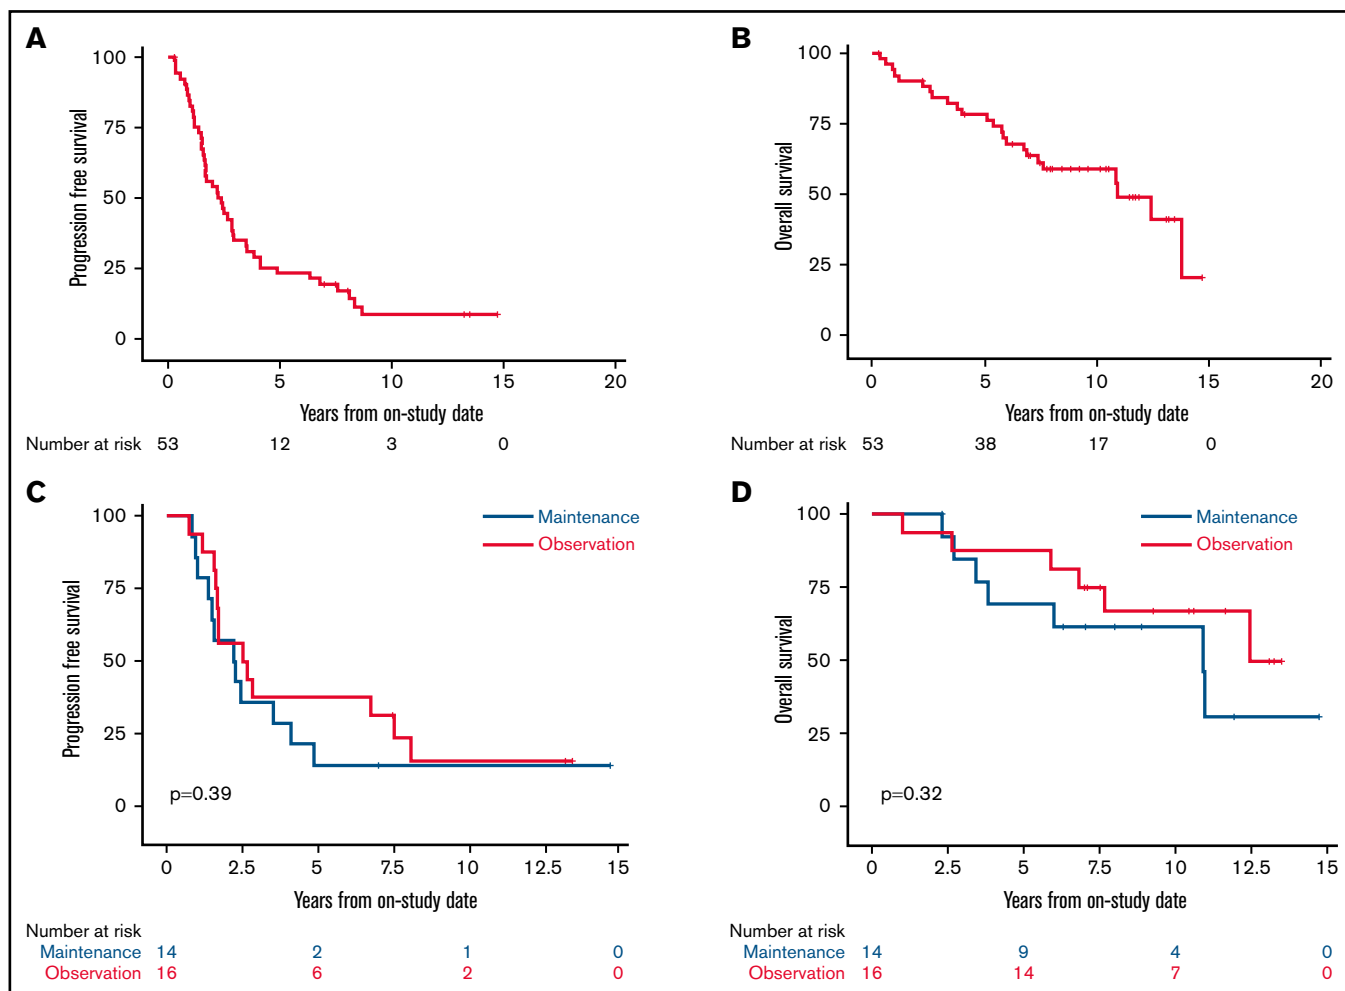 A
Progression free survival
100
75
50
25
0
0 5 10 15 20
Years from on-study date
Number at risk 53 12 3 0
B
Overall survival
100
75
50
25
0
0 5 10 15 20
Years from on-study date
Number at risk 53 38 17 0
C
Progression free survival
100
75
50
25
0
Maintenance
Observation
p=0.39
0 2.5 5 7.5 10 12.5 15
Years from on-study date
Number at risk
Maintenance 14 2 1 0
Observation 16 6 2 0
D
Overall survival
100
75
50
25
0
Maintenance
Observation
p=0.32
0 2.5 5 7.5 10 12.5 15
Years from on-study date
Number at risk
Maintenance 14 9 4 0
Observation 16 14 7 0